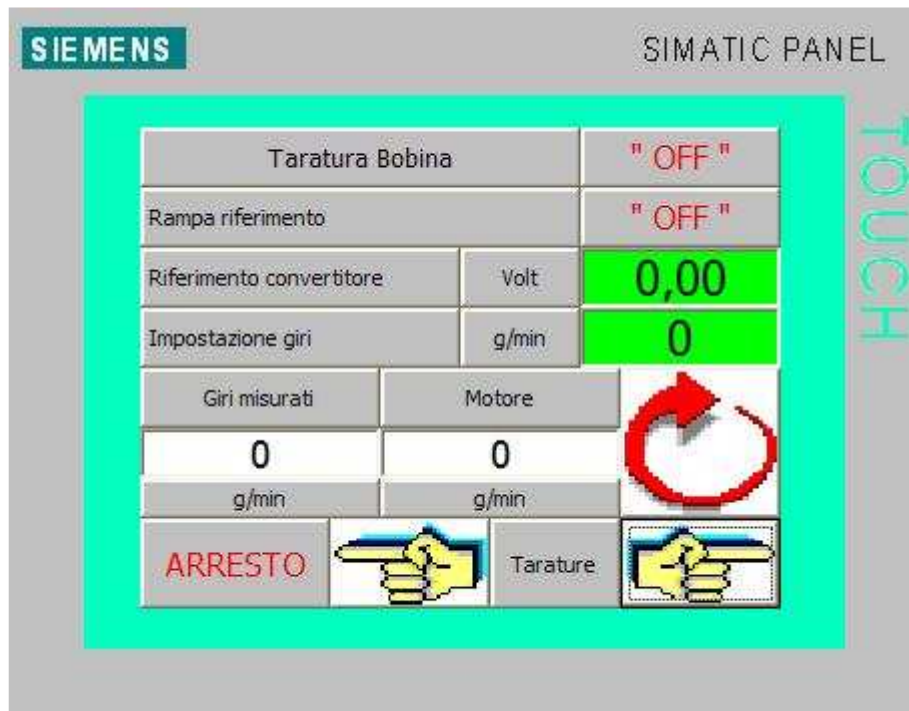 SIEMENS
SIMATIC PANEL
TOUCH
Taratura Bobina " OFF "
Rampa riferimento " OFF "
Riferimento convertitore Volt 0,00
Impostazione giri g/min 0
Giri misurati Motore
0 0
g/min g/min
ARRESTO Tarature